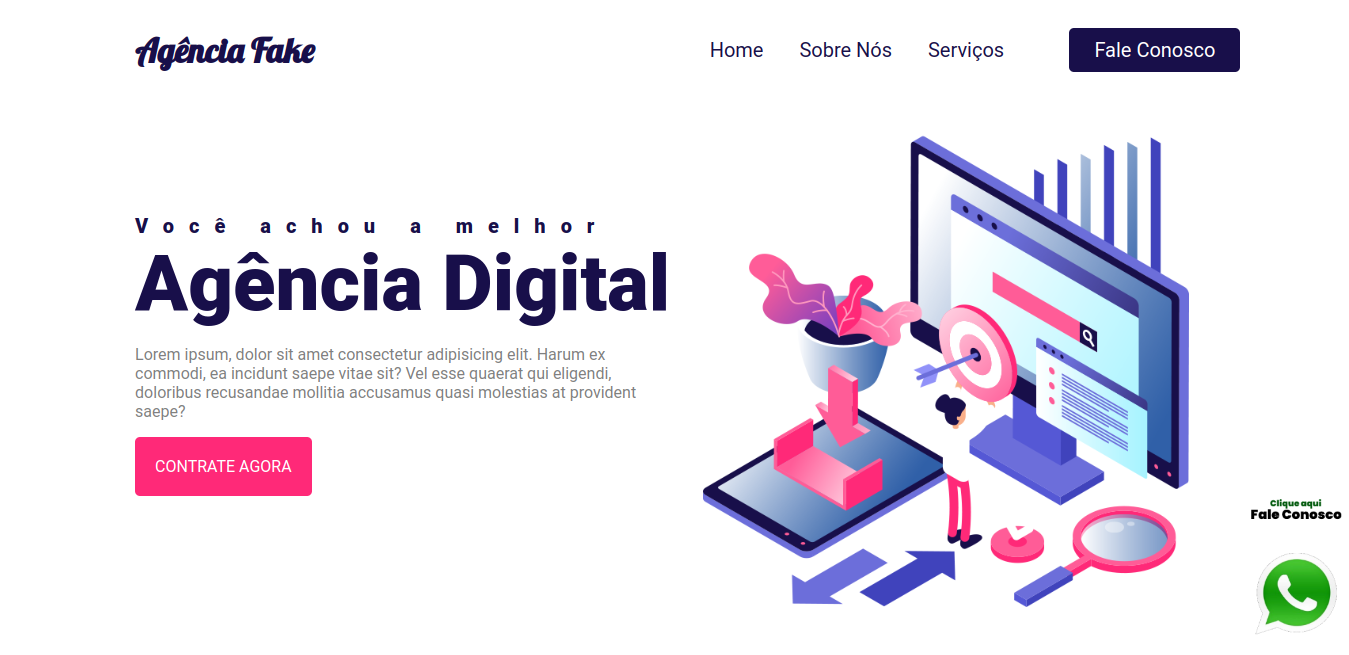 Agência Fake
Home
Sobre Nós
Serviços
Fale Conosco
Você achou a melhor
Agência Digital
Lorem ipsum, dolor sit amet consectetur adipisicing elit. Harum ex
commodi, ea incidunt saepe vitae sit? Vel esse quaerat qui eligendi,
doloribus recusandae mollitia accusamus quasi molestias at provident
saepe?
CONTRATE AGORA
Clique aqui
Fale Conosco